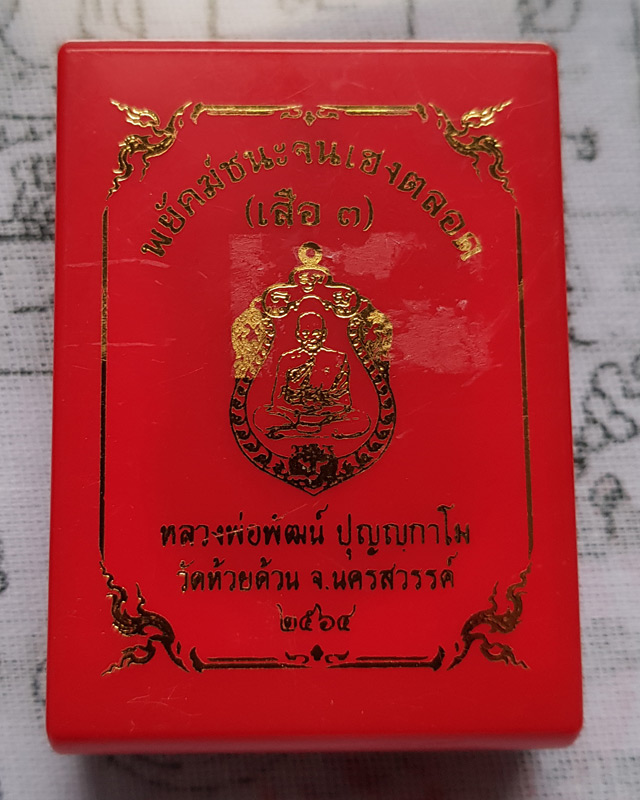 พยัคฆ์ชนะจนเฮงตลอด
(เสือ ๓)
หลวงพ่อพัฒน์ ปุญญกาโม
วัดห้วยด้วน จ.นครสวรรค์
๒๕๖๔